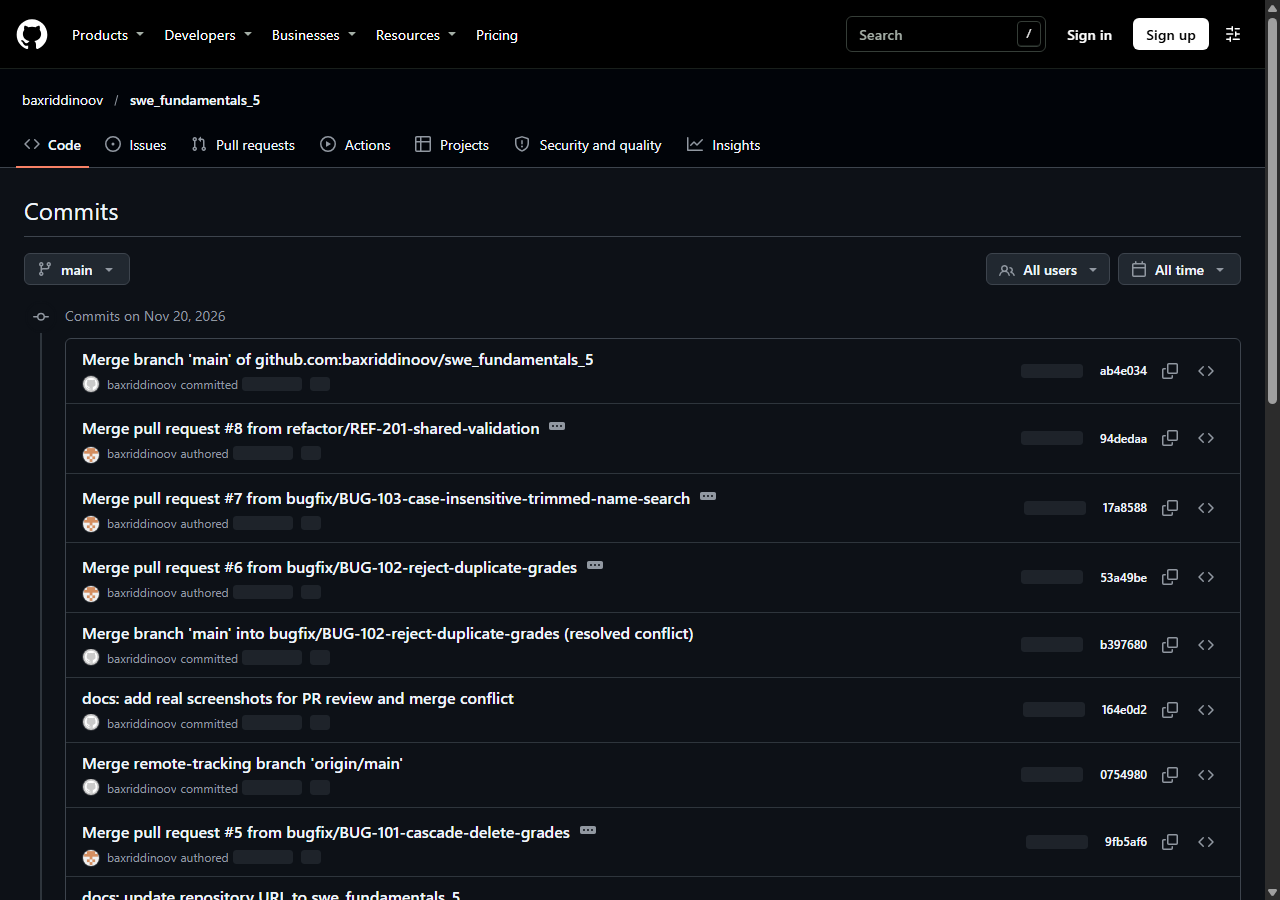 Products Developers Businesses Resources Pricing Search / Sign in Sign up
baxriddinoov / swe_fundamentals_5
Code Issues Pull requests Actions Projects Security and quality Insights
Commits
main All users All time
Commits on Nov 20, 2026
Merge branch 'main' of github.com:baxriddinoov/swe_fundamentals_5
baxriddinoov committed
ab4e034
Merge pull request #8 from refactor/REF-201-shared-validation
baxriddinoov authored
94dedaa
Merge pull request #7 from bugfix/BUG-103-case-insensitive-trimmed-name-search
baxriddinoov authored
17a8588
Merge pull request #6 from bugfix/BUG-102-reject-duplicate-grades
baxriddinoov authored
53a49be
Merge branch 'main' into bugfix/BUG-102-reject-duplicate-grades (resolved conflict)
baxriddinoov committed
b397680
docs: add real screenshots for PR review and merge conflict
baxriddinoov committed
164e0d2
Merge remote-tracking branch 'origin/main'
baxriddinoov committed
0754980
Merge pull request #5 from bugfix/BUG-101-cascade-delete-grades
baxriddinoov authored
9fb5af6
docs: update repository URL to swe_fundamentals_5